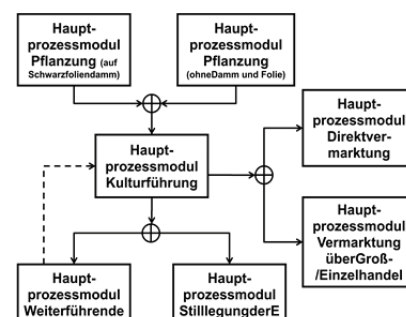 Haupt-
prozessmodul
Pflanzung (auf
Schwarzfoliendamm)
Haupt-
prozessmodul
Pflanzung
(ohneDamm und Folie)
Haupt-
prozessmodul
Kulturführung
Haupt-
prozessmodul
Direktver-
marktung
Haupt-
prozessmodul
Vermarktung
überGroß-
/Einzelhandel
Haupt-
prozessmodul
Weiterführende
Haupt-
prozessmodul
StilllegungderE